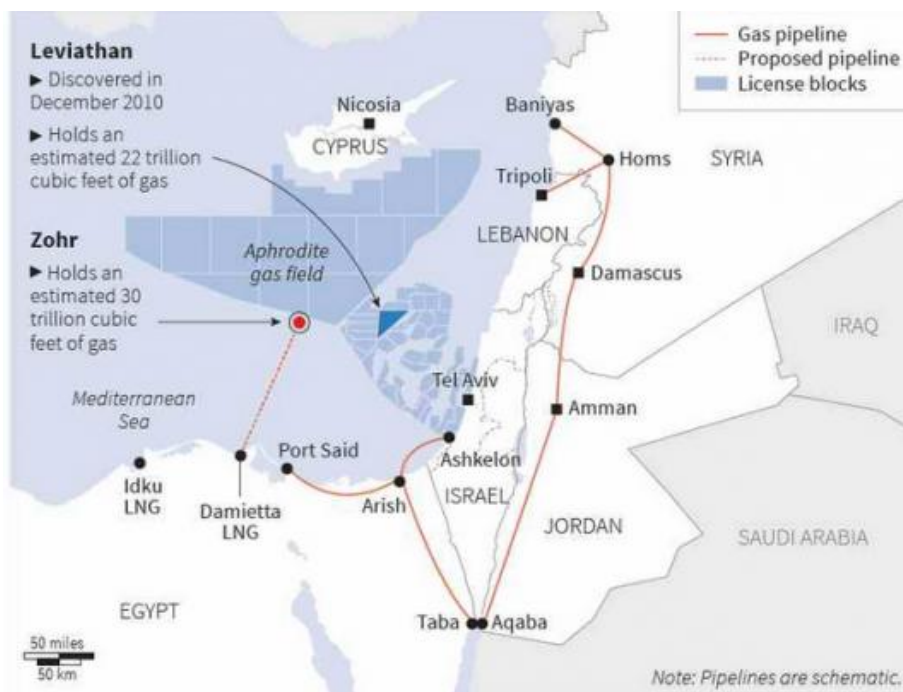 Leviathan
▶ Discovered in
December 2010
▶ Holds an
estimated 22 trillion
cubic feet of gas
Zohr
▶ Holds an
estimated 30
trillion cubic
feet of gas
Gas pipeline
Proposed pipeline
License blocks
Nicosia
CYPRUS
Baniyas
Homs
SYRIA
Tripoli
LEBANON
Aphrodite
gas field
Damascus
IRAQ
Mediterranean
Sea
Tel Aviv
Amman
Port Said
Ashkelon
Idku
LNG
Damietta
LNG
Arish
ISRAEL
JORDAN
SAUDI ARABIA
EGYPT
Taba
Aqaba
50 miles
50 km
Note: Pipelines are schematic.